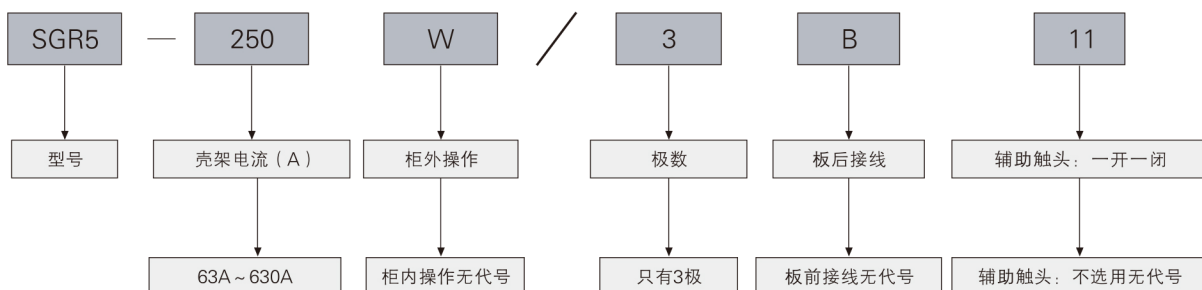 SGR5 — 250 W / 3 B 11
型号 壳架电流（A） 柜外操作 极数 板后接线 辅助触头：一开一闭
63A～630A 柜内操作无代号 只有3极 板前接线无代号 辅助触头：不选用无代号